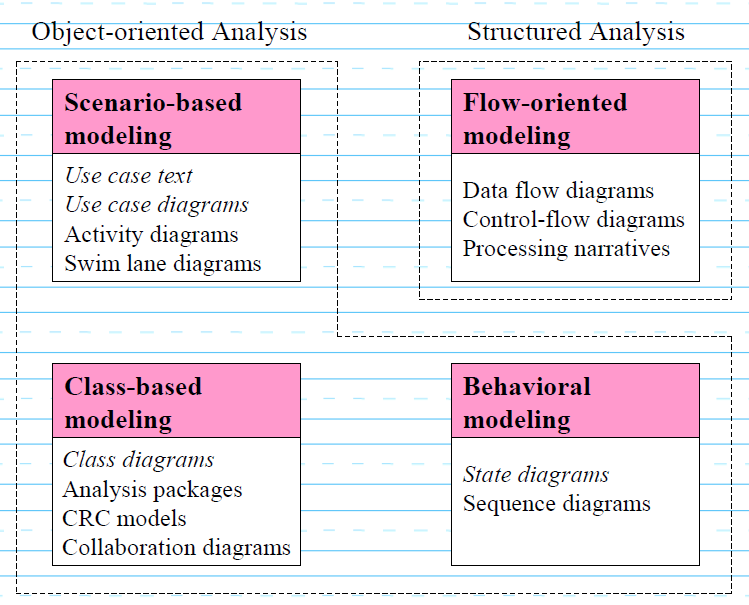 Object-oriented Analysis
Structured Analysis
Scenario-based
modeling
Use case text
Use case diagrams
Activity diagrams
Swim lane diagrams
Flow-oriented
modeling
Data flow diagrams
Control-flow diagrams
Processing narratives
Class-based
modeling
Class diagrams
Analysis packages
CRC models
Collaboration diagrams
Behavioral
modeling
State diagrams
Sequence diagrams